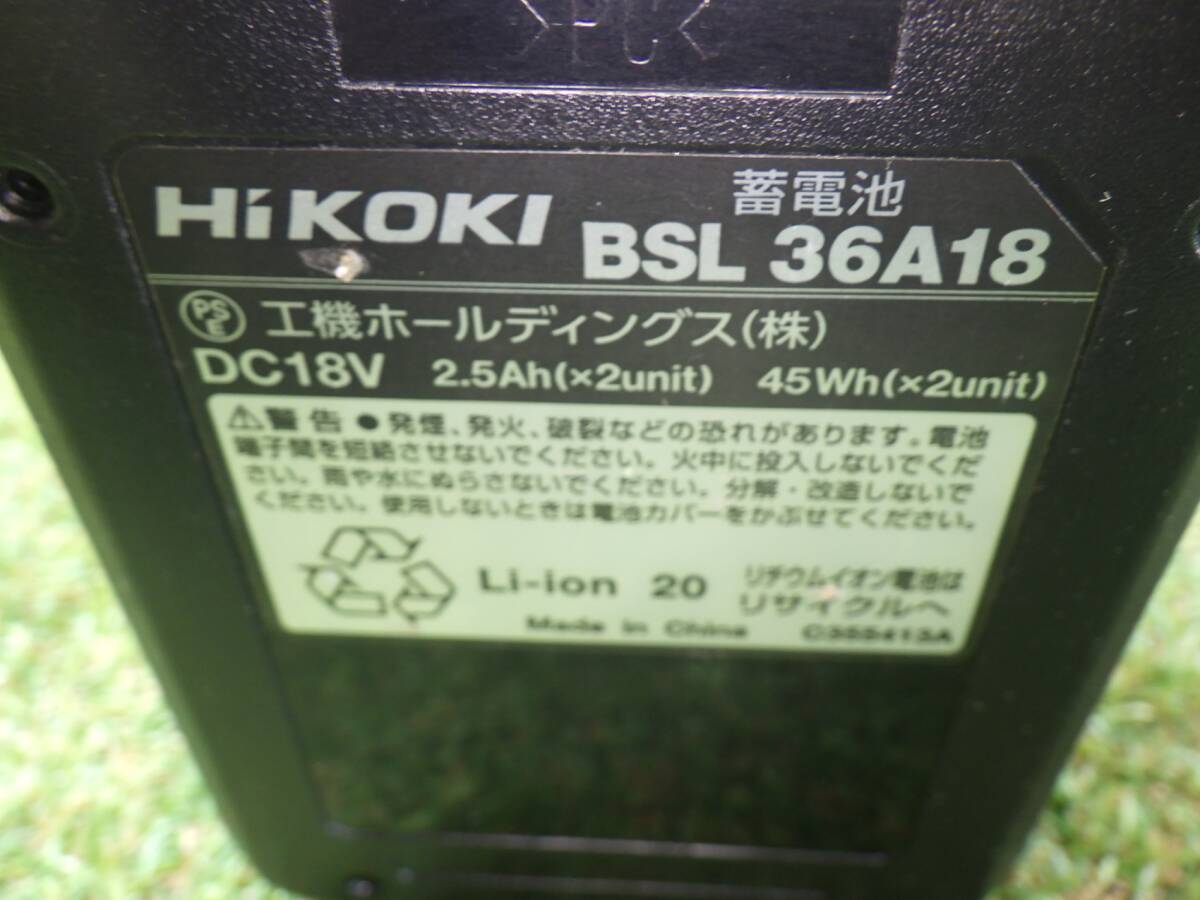 HiKOKI
蓄電池
BSL 36A18
PSE 工機ホールディングス(株)
DC18V 2.5Ah(×2unit) 45Wh(×2unit)
⚠警告 ●発煙、発火、破裂などの恐れがあります。電池
端子間を短絡させないでください。火中に投入しないでくだ
さい。雨や水にぬらさないでください。分解・改造しないで
ください。使用しないときは電池カバーをかぶせてください。
Li-ion 20 リチウムイオン電池は
リサイクルへ
Made in China C355413A